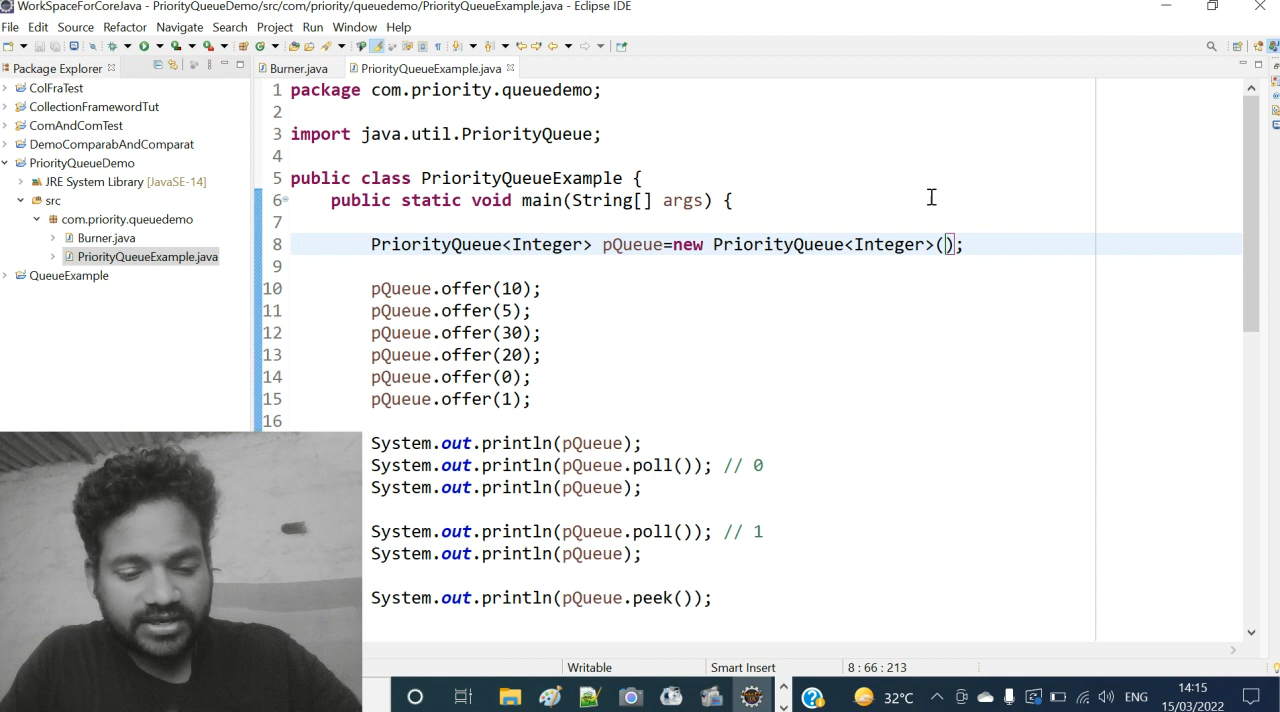 WorkSpaceForCoreJava - PriorityQueueDemo/src/com/priority/queuedemo/PriorityQueueExample.java - Eclipse IDE
File Edit Source Refactor Navigate Search Project Run Window Help
Package Explorer
Burner.java
PriorityQueueExample.java
ColFraTest
CollectionFramewordTut
ComAndComTest
DemoComparabAndComparat
PriorityQueueDemo
JRE System Library [JavaSE-14]
src
com.priority.queuedemo
Burner.java
PriorityQueueExample.java
QueueExample
1 package com.priority.queuedemo;
2
3 import java.util.PriorityQueue;
4
5 public class PriorityQueueExample {
6 public static void main(String[] args) {
7
8 PriorityQueue<Integer> pQueue=new PriorityQueue<Integer>();
9
10 pQueue.offer(10);
11 pQueue.offer(5);
12 pQueue.offer(30);
13 pQueue.offer(20);
14 pQueue.offer(0);
15 pQueue.offer(1);
16
System.out.println(pQueue);
System.out.println(pQueue.poll()); // 0
System.out.println(pQueue);
System.out.println(pQueue.poll()); // 1
System.out.println(pQueue);
System.out.println(pQueue.peek());
Writable Smart Insert 8 : 66 : 213
32°C ENG 14:15
15/03/2022